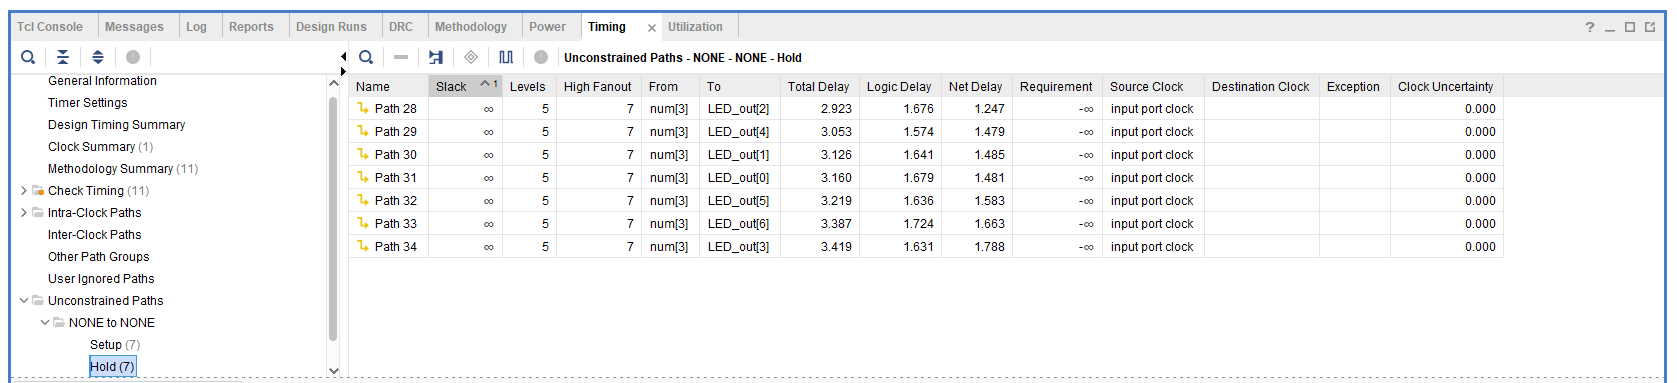 Tcl Console Messages Log Reports Design Runs DRC Methodology Power Timing × Utilization ? _
Unconstrained Paths - NONE - NONE - Hold
General Information
Timer Settings
Design Timing Summary
Clock Summary (1)
Methodology Summary (11)
Check Timing (11)
Intra-Clock Paths
Inter-Clock Paths
Other Path Groups
User Ignored Paths
Unconstrained Paths
NONE to NONE
Setup (7)
Hold (7)
Name Slack ^1 Levels High Fanout From To Total Delay Logic Delay Net Delay Requirement Source Clock Destination Clock Exception Clock Uncertainty
Path 28 ∞ 5 7 num[3] LED_out[2] 2.923 1.676 1.247 -∞ input port clock 0.000
Path 29 ∞ 5 7 num[3] LED_out[4] 3.053 1.574 1.479 -∞ input port clock 0.000
Path 30 ∞ 5 7 num[3] LED_out[1] 3.126 1.641 1.485 -∞ input port clock 0.000
Path 31 ∞ 5 7 num[3] LED_out[0] 3.160 1.679 1.481 -∞ input port clock 0.000
Path 32 ∞ 5 7 num[3] LED_out[5] 3.219 1.636 1.583 -∞ input port clock 0.000
Path 33 ∞ 5 7 num[3] LED_out[6] 3.387 1.724 1.663 -∞ input port clock 0.000
Path 34 ∞ 5 7 num[3] LED_out[3] 3.419 1.631 1.788 -∞ input port clock 0.000